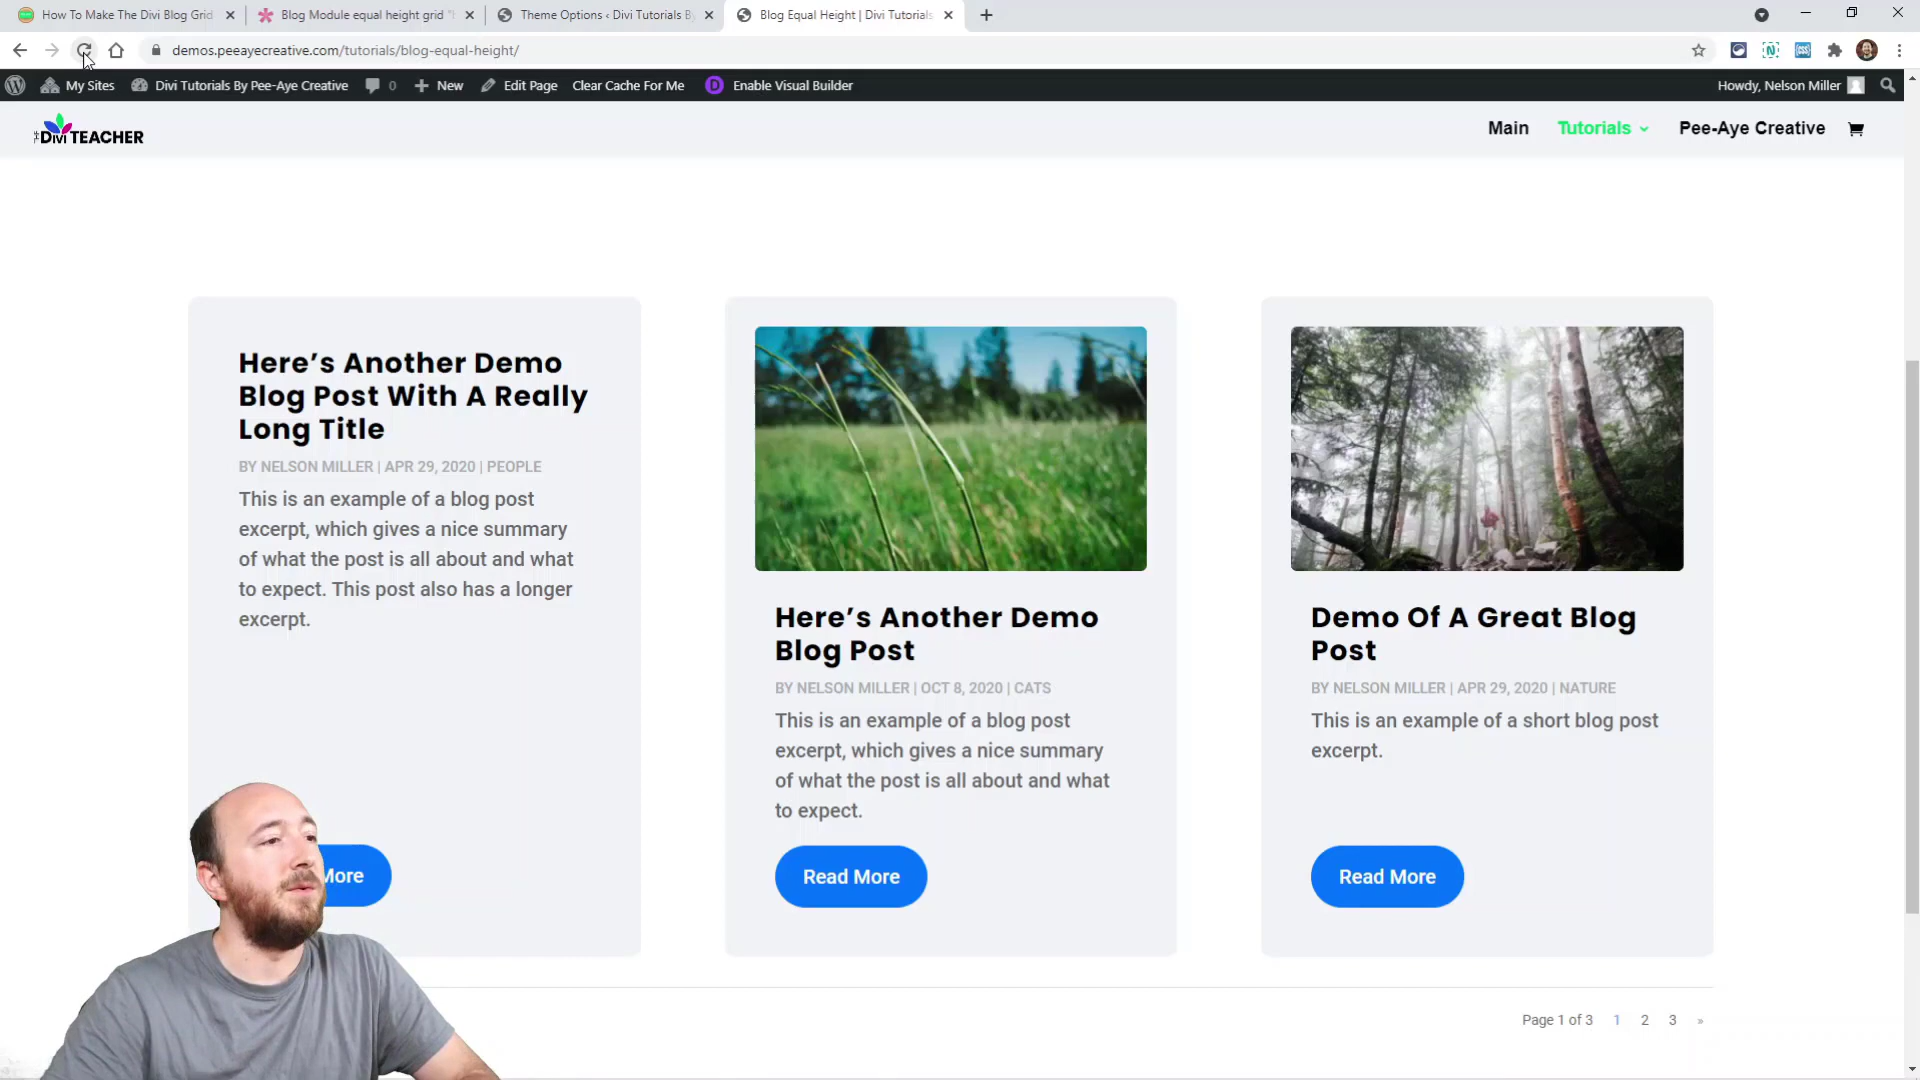 How To Make The Divi Blog Grid
Blog Module equal height grid "b
Theme Options ‹ Divi Tutorials By
Blog Equal Height | Divi Tutorials
demos.peeayecreative.com/tutorials/blog-equal-height/
My Sites
Divi Tutorials By Pee-Aye Creative
0
New
Edit Page
Clear Cache For Me
D
Enable Visual Builder
Howdy, Nelson Miller
THE DIVI TEACHER
Main
Tutorials
Pee-Aye Creative
Here’s Another Demo
Blog Post With A Really
Long Title
BY NELSON MILLER | APR 29, 2020 | PEOPLE
This is an example of a blog post
excerpt, which gives a nice summary
of what the post is all about and what
to expect. This post also has a longer
excerpt.
More
Here’s Another Demo
Blog Post
BY NELSON MILLER | OCT 8, 2020 | CATS
This is an example of a blog post
excerpt, which gives a nice summary
of what the post is all about and what
to expect.
Read More
Demo Of A Great Blog
Post
BY NELSON MILLER | APR 29, 2020 | NATURE
This is an example of a short blog post
excerpt.
Read More
Page 1 of 3 1 2 3 »